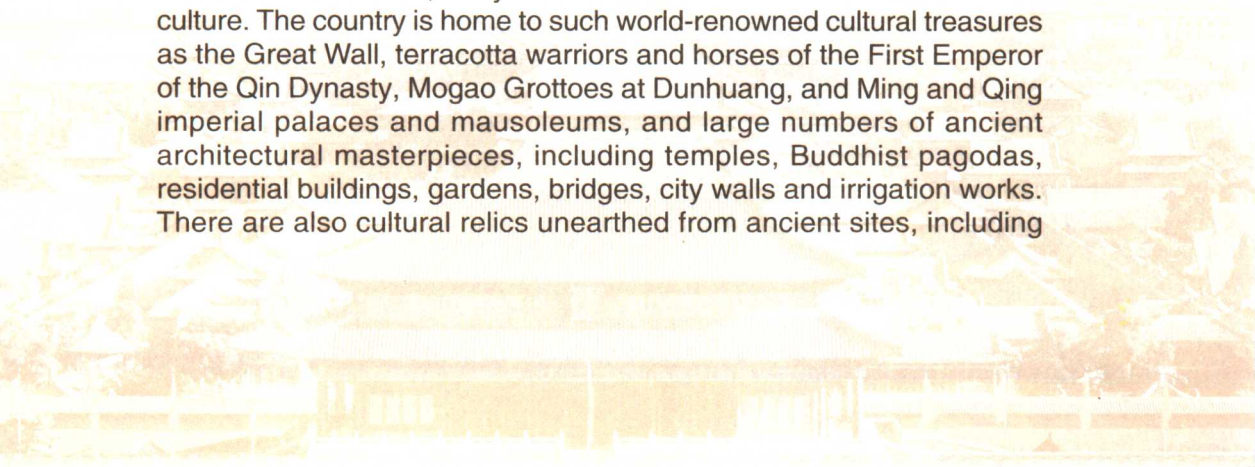 culture. The country is home to such world-renowned cultural treasures
as the Great Wall, terracotta warriors and horses of the First Emperor
of the Qin Dynasty, Mogao Grottoes at Dunhuang, and Ming and Qing
imperial palaces and mausoleums, and large numbers of ancient
architectural masterpieces, including temples, Buddhist pagodas,
residential buildings, gardens, bridges, city walls and irrigation works.
There are also cultural relics unearthed from ancient sites, including